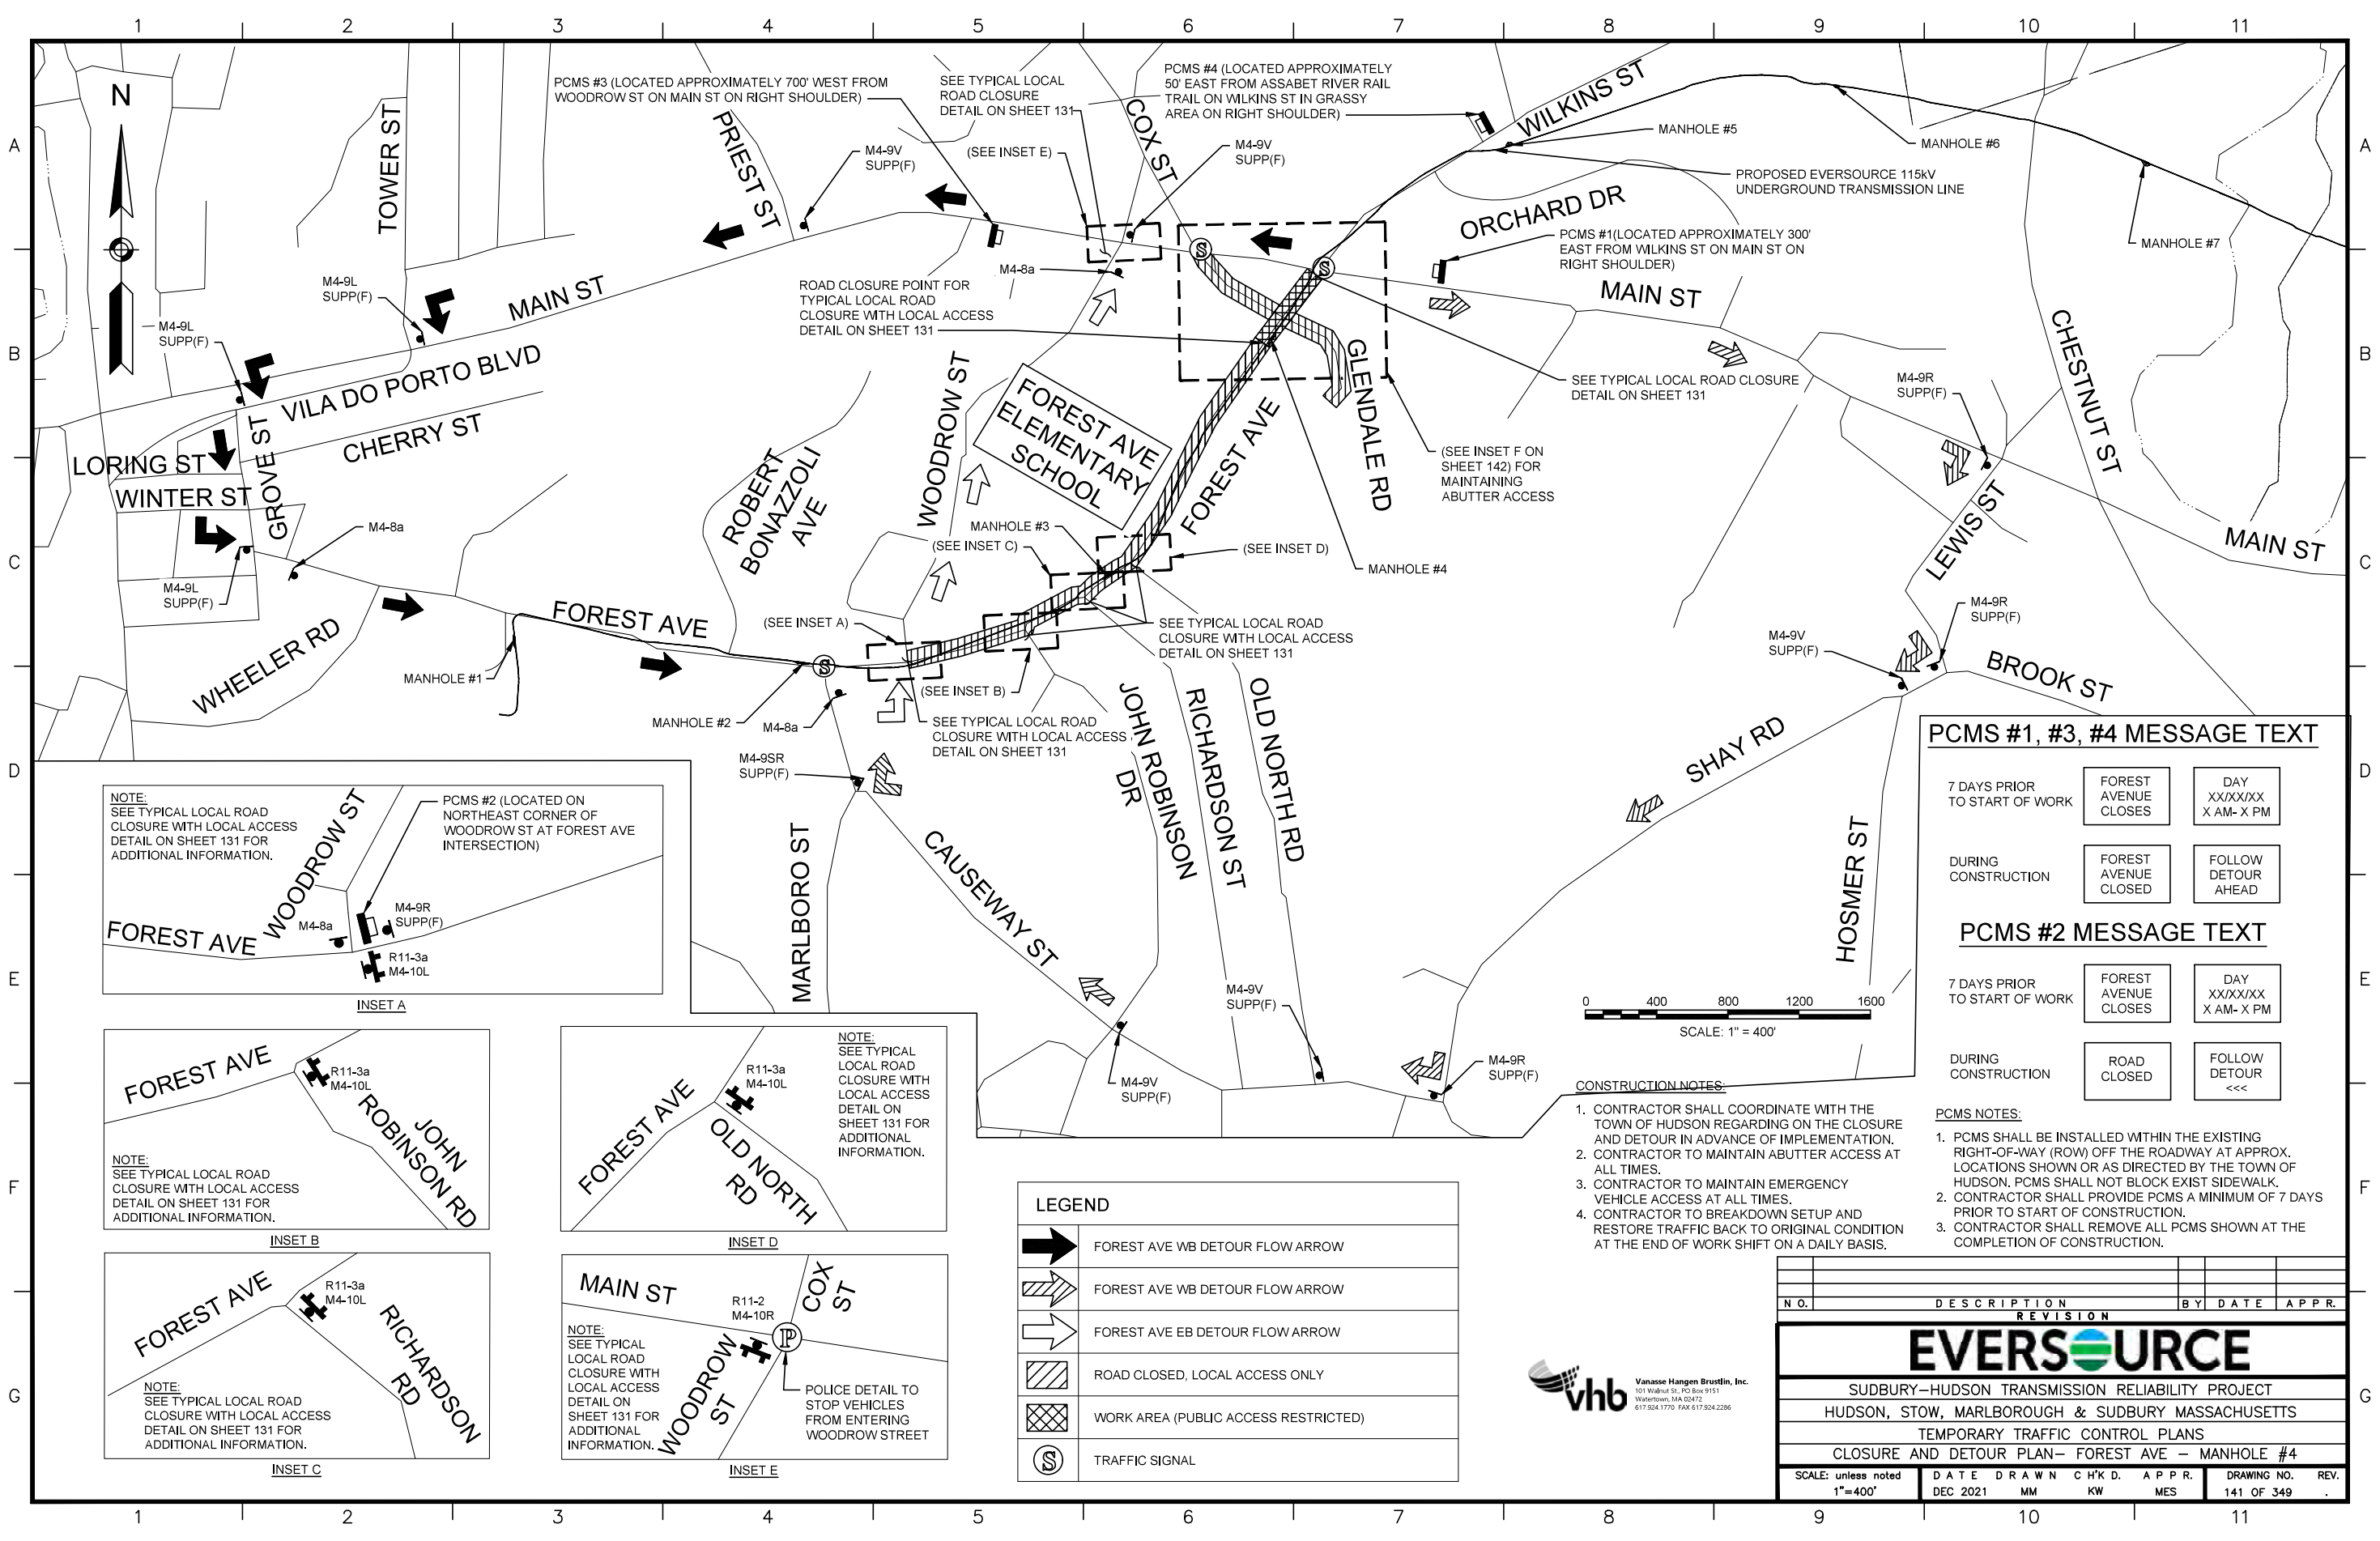 1 2 3 4 5 6 7 8 9 10 11
A
B
C
D
E
F
G
A
B
C
D
E
F
G
N
PCMS #3 (LOCATED APPROXIMATELY 700' WEST FROM
WOODROW ST ON MAIN ST ON RIGHT SHOULDER)
SEE TYPICAL LOCAL
ROAD CLOSURE
DETAIL ON SHEET 131
(SEE INSET E)
PCMS #4 (LOCATED APPROXIMATELY
50' EAST FROM ASSABET RIVER RAIL
TRAIL ON WILKINS ST IN GRASSY
AREA ON RIGHT SHOULDER)
M4-9V
SUPP(F)
M4-9V
SUPP(F)
TOWER ST
PRIEST ST
COX ST
WILKINS ST
MANHOLE #5
MANHOLE #6
PROPOSED EVERSOURCE 115kV
UNDERGROUND TRANSMISSION LINE
ORCHARD DR
PCMS #1(LOCATED APPROXIMATELY 300'
EAST FROM WILKINS ST ON MAIN ST ON
RIGHT SHOULDER)
MANHOLE #7
S
S
M4-9L
SUPP(F)
M4-9L
SUPP(F)
MAIN ST
M4-8a
ROAD CLOSURE POINT FOR
TYPICAL LOCAL ROAD
CLOSURE WITH LOCAL ACCESS
DETAIL ON SHEET 131
MAIN ST
VILA DO PORTO BLVD
CHERRY ST
WOODROW ST
FOREST AVE
ELEMENTARY
SCHOOL
FOREST AVE
GLENDALE RD
SEE TYPICAL LOCAL ROAD CLOSURE
DETAIL ON SHEET 131
M4-9R
SUPP(F)
CHESTNUT ST
LORING ST
WINTER ST
GROVE ST
ROBERT
BONAZZOLI
AVE
(SEE INSET F ON
SHEET 142) FOR
MAINTAINING
ABUTTER ACCESS
LEWIS ST
MAIN ST
M4-8a
MANHOLE #3
(SEE INSET C)
(SEE INSET D)
MANHOLE #4
M4-9L
SUPP(F)
WHEELER RD
FOREST AVE
(SEE INSET A)
SEE TYPICAL LOCAL ROAD
CLOSURE WITH LOCAL ACCESS
DETAIL ON SHEET 131
M4-9R
SUPP(F)
M4-9V
SUPP(F)
BROOK ST
MANHOLE #1
S
(SEE INSET B)
MANHOLE #2
M4-8a
SEE TYPICAL LOCAL ROAD
CLOSURE WITH LOCAL ACCESS
DETAIL ON SHEET 131
M4-9SR
SUPP(F)
JOHN ROBINSON
DR
RICHARDSON ST
OLD NORTH RD
SHAY RD
HOSMER ST
MARLBORO ST
CAUSEWAY ST
M4-9V
SUPP(F)
M4-9V
SUPP(F)
M4-9R
SUPP(F)
0 400 800 1200 1600
SCALE: 1" = 400'
PCMS #1, #3, #4 MESSAGE TEXT
7 DAYS PRIOR
TO START OF WORK
FOREST
AVENUE
CLOSES
DAY
XX/XX/XX
X AM- X PM
DURING
CONSTRUCTION
FOREST
AVENUE
CLOSED
FOLLOW
DETOUR
AHEAD
PCMS #2 MESSAGE TEXT
7 DAYS PRIOR
TO START OF WORK
FOREST
AVENUE
CLOSES
DAY
XX/XX/XX
X AM- X PM
DURING
CONSTRUCTION
ROAD
CLOSED
FOLLOW
DETOUR
<<<
NOTE:
SEE TYPICAL LOCAL ROAD
CLOSURE WITH LOCAL ACCESS
DETAIL ON SHEET 131 FOR
ADDITIONAL INFORMATION.
WOODROW ST
PCMS #2 (LOCATED ON
NORTHEAST CORNER OF
WOODROW ST AT FOREST AVE
INTERSECTION)
FOREST AVE
M4-8a
M4-9R
SUPP(F)
R11-3a
M4-10L
INSET A
FOREST AVE
R11-3a
M4-10L
JOHN
ROBINSON RD
NOTE:
SEE TYPICAL LOCAL ROAD
CLOSURE WITH LOCAL ACCESS
DETAIL ON SHEET 131 FOR
ADDITIONAL INFORMATION.
INSET B
FOREST AVE
R11-3a
M4-10L
RICHARDSON
RD
NOTE:
SEE TYPICAL LOCAL ROAD
CLOSURE WITH LOCAL ACCESS
DETAIL ON SHEET 131 FOR
ADDITIONAL INFORMATION.
INSET C
FOREST AVE
R11-3a
M4-10L
OLD NORTH
RD
NOTE:
SEE TYPICAL
LOCAL ROAD
CLOSURE WITH
LOCAL ACCESS
DETAIL ON
SHEET 131 FOR
ADDITIONAL
INFORMATION.
INSET D
MAIN ST
COX
ST
R11-2
M4-10R
P
WOODROW
ST
NOTE:
SEE TYPICAL
LOCAL ROAD
CLOSURE WITH
LOCAL ACCESS
DETAIL ON
SHEET 131 FOR
ADDITIONAL
INFORMATION.
POLICE DETAIL TO
STOP VEHICLES
FROM ENTERING
WOODROW STREET
INSET E
LEGEND
FOREST AVE WB DETOUR FLOW ARROW
FOREST AVE WB DETOUR FLOW ARROW
FOREST AVE EB DETOUR FLOW ARROW
ROAD CLOSED, LOCAL ACCESS ONLY
WORK AREA (PUBLIC ACCESS RESTRICTED)
S TRAFFIC SIGNAL
CONSTRUCTION NOTES:
1. CONTRACTOR SHALL COORDINATE WITH THE
TOWN OF HUDSON REGARDING ON THE CLOSURE
AND DETOUR IN ADVANCE OF IMPLEMENTATION.
2. CONTRACTOR TO MAINTAIN ABUTTER ACCESS AT
ALL TIMES.
3. CONTRACTOR TO MAINTAIN EMERGENCY
VEHICLE ACCESS AT ALL TIMES.
4. CONTRACTOR TO BREAKDOWN SETUP AND
RESTORE TRAFFIC BACK TO ORIGINAL CONDITION
AT THE END OF WORK SHIFT ON A DAILY BASIS.
PCMS NOTES:
1. PCMS SHALL BE INSTALLED WITHIN THE EXISTING
RIGHT-OF-WAY (ROW) OFF THE ROADWAY AT APPROX.
LOCATIONS SHOWN OR AS DIRECTED BY THE TOWN OF
HUDSON. PCMS SHALL NOT BLOCK EXIST SIDEWALK.
2. CONTRACTOR SHALL PROVIDE PCMS A MINIMUM OF 7 DAYS
PRIOR TO START OF CONSTRUCTION.
3. CONTRACTOR SHALL REMOVE ALL PCMS SHOWN AT THE
COMPLETION OF CONSTRUCTION.
NO. DESCRIPTION BY DATE APPR.
REVISION
EVERSOURCE
vhb
Vanasse Hangen Brustlin, Inc.
101 Walnut St., PO Box 9151
Watertown, MA 02472
617.924.1770 FAX 617.924.2286
SUDBURY-HUDSON TRANSMISSION RELIABILITY PROJECT
HUDSON, STOW, MARLBOROUGH & SUDBURY MASSACHUSETTS
TEMPORARY TRAFFIC CONTROL PLANS
CLOSURE AND DETOUR PLAN- FOREST AVE - MANHOLE #4
SCALE: unless noted DATE DRAWN CH'KD. APPR. DRAWING NO. REV.
1"=400' DEC 2021 MM KW MES 141 OF 349 .
1 2 3 4 5 6 7 8 9 10 11